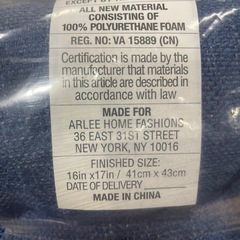 ALL NEW MATERIAL
CONSISTING OF
100% POLYURETHANE FOAM
REG. NO: VA 15889 (CN)
Certification is made by the
manufacturer that materials
in this article are described in
accordance with law
MADE FOR
ARLEE HOME FASHIONS
36 EAST 31ST STREET
NEW YORK, NY 10016
FINISHED SIZE:
16in x17in / 41cm x 43cm
DATE OF DELIVERY
MADE IN CHINA